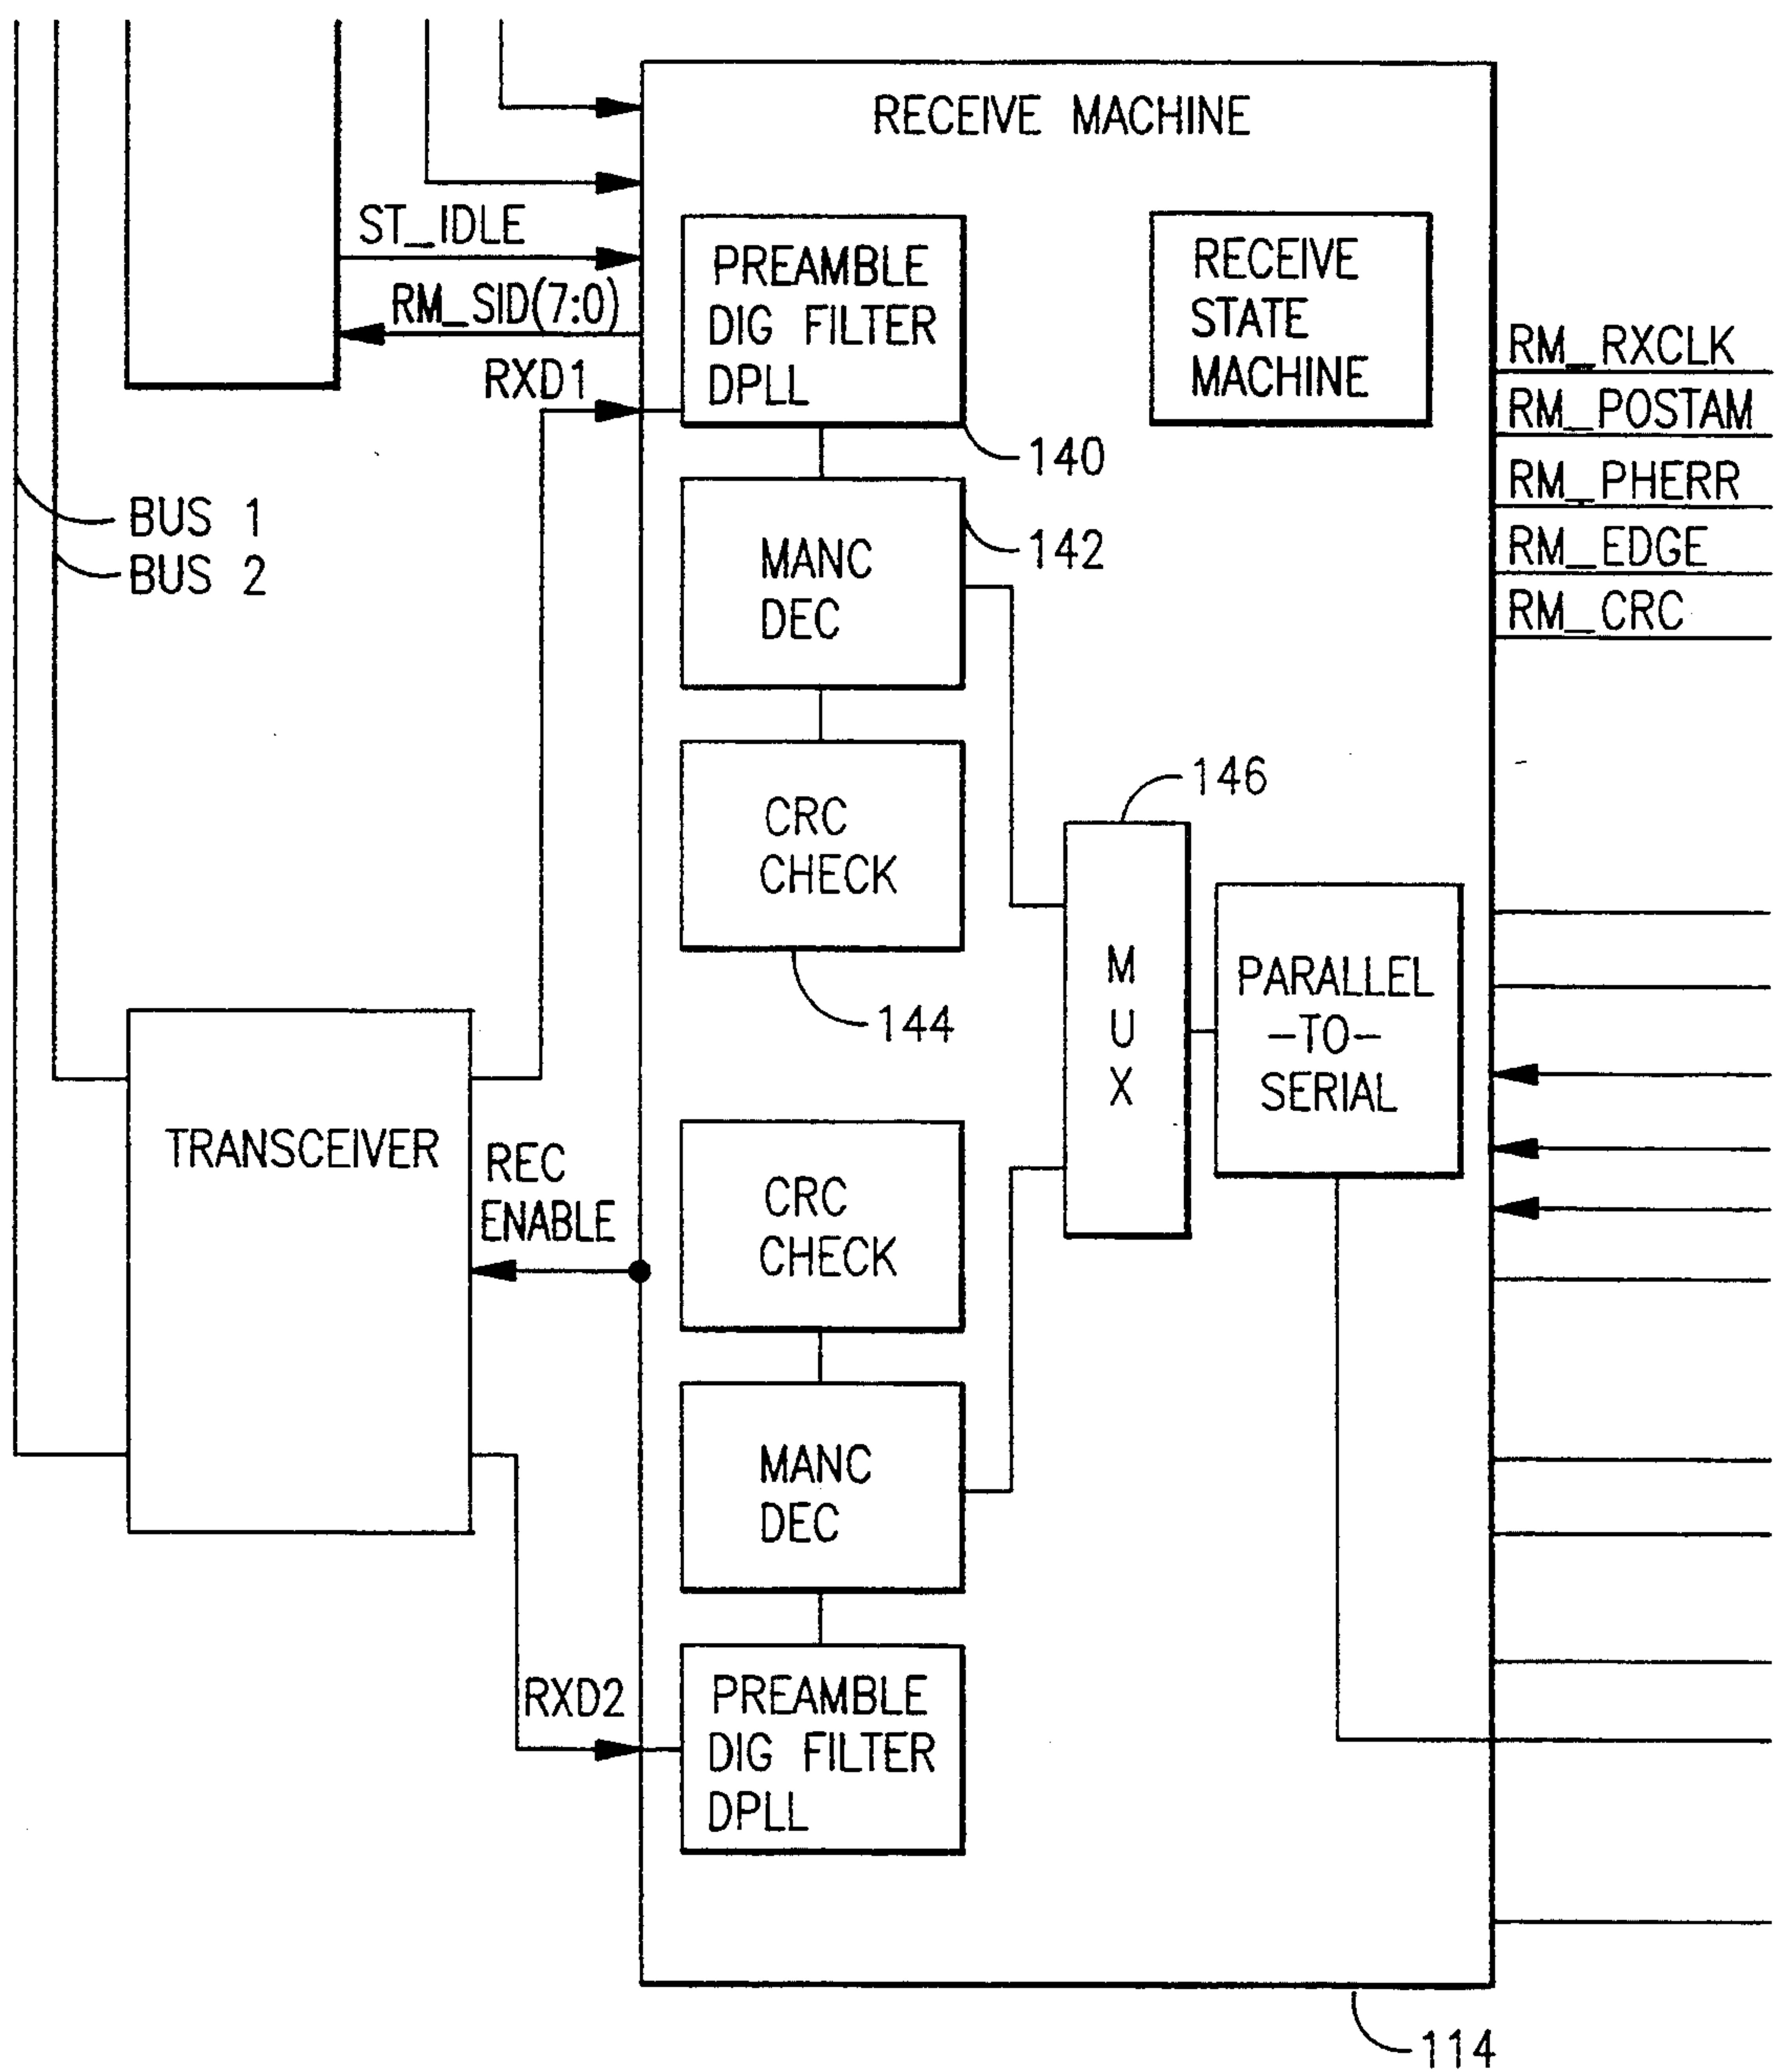 RECEIVE MACHINE
ST_IDLE
RM_SID(7:0)
RXD1
PREAMBLE
DIG FILTER
DPLL
140
RECEIVE
STATE
MACHINE
RM_RXCLK
RM_POSTAM
RM_PHERR
RM_EDGE
RM_CRC
BUS 1
BUS 2
MANC
DEC
142
CRC
CHECK
144
146
M
U
X
PARALLEL
-TO-
SERIAL
TRANSCEIVER
REC
ENABLE
CRC
CHECK
MANC
DEC
RXD2
PREAMBLE
DIG FILTER
DPLL
114